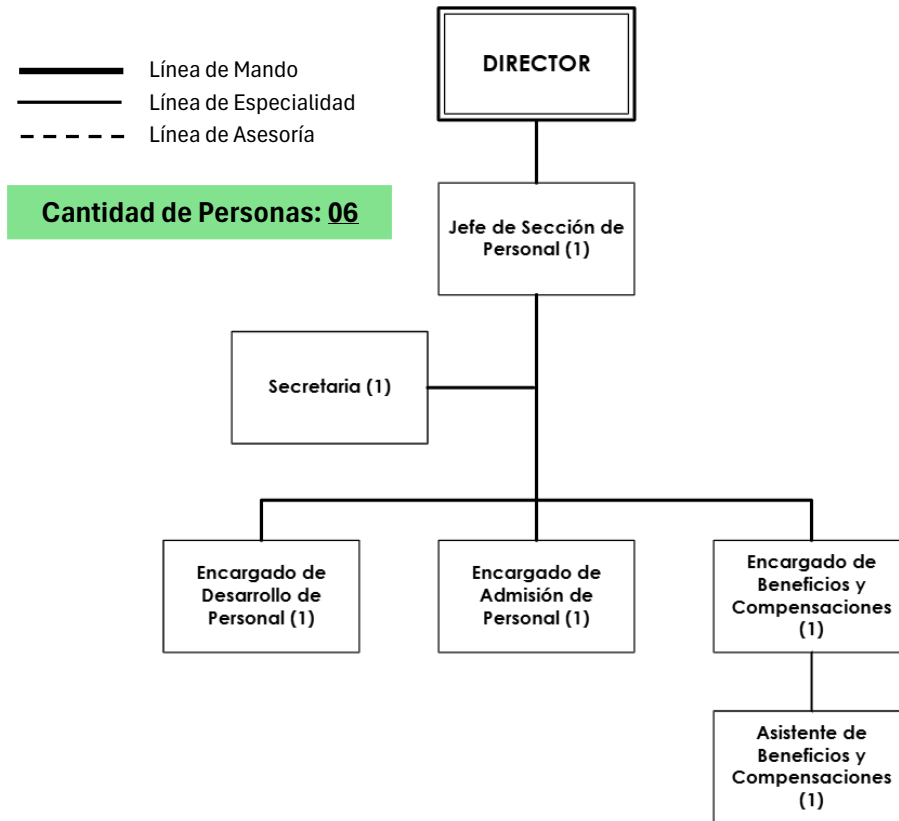 DIRECTOR
Línea de Mando
Línea de Especialidad
Línea de Asesoría
Cantidad de Personas: 06
Jefe de Sección de
Personal (1)
Secretaria (1)
Encargado de
Desarrollo de
Personal (1)
Encargado de
Admisión de
Personal (1)
Encargado de
Beneficios y
Compensaciones
(1)
Asistente de
Beneficios y
Compensaciones
(1)